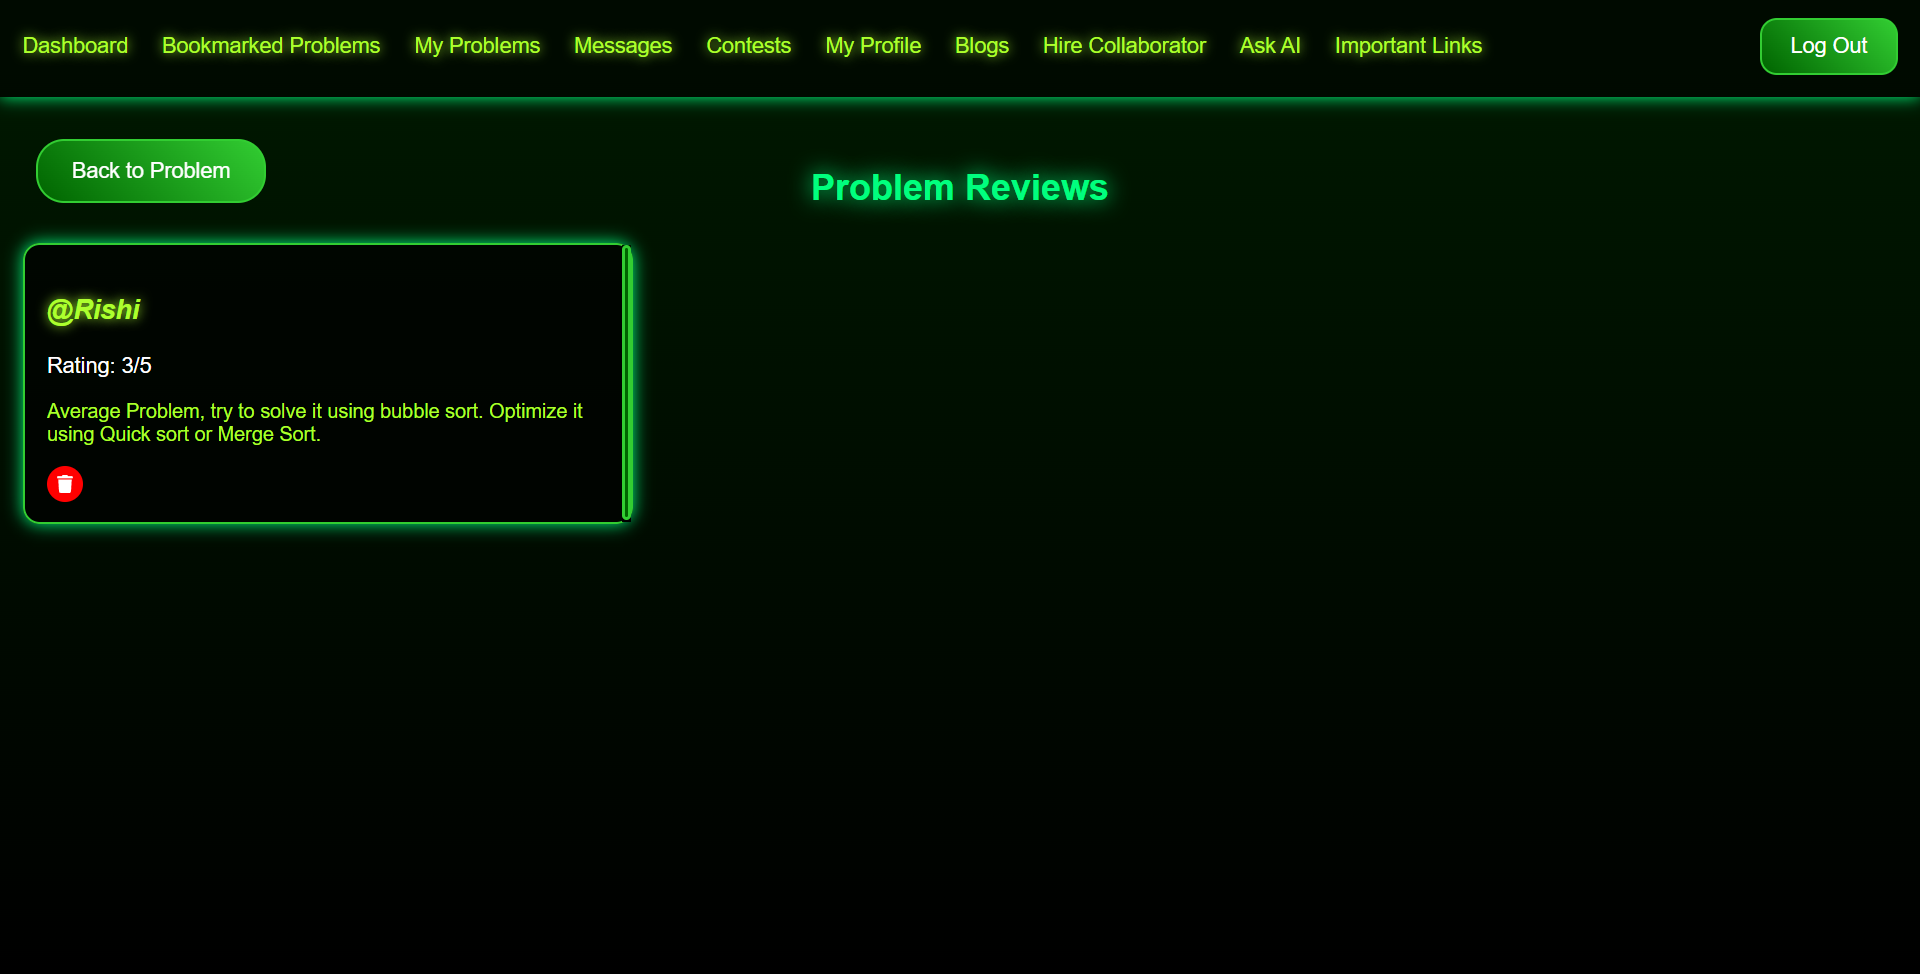 Dashboard Bookmarked Problems My Problems Messages Contests My Profile Blogs Hire Collaborator Ask AI Important Links Log Out
Back to Problem
Problem Reviews
@Rishi
Rating: 3/5
Average Problem, try to solve it using bubble sort. Optimize it
using Quick sort or Merge Sort.